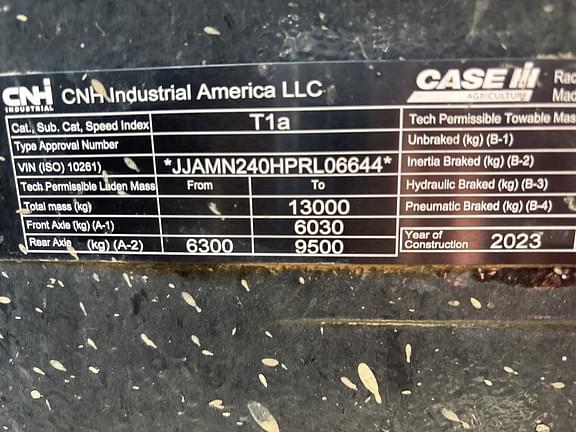 CNH INDUSTRIAL CNH Industrial America LLC CASE IH AGRICULTURE
Cat., Sub. Cat, Speed Index T1a Tech Permissible Towable
Type Approval Number Unbraked (kg) (B-1)
VIN (ISO) 10261) *JJAMN240HPRL06644* Inertia Braked (kg) (B-2)
Tech Permissible Laden Mass From To Hydraulic Braked (kg) (B-3)
Total mass (kg) 13000 Pneumatic Braked (kg) (B-4)
Front Axle (kg) (A-1) 6030
Rear Axle (kg) (A-2) 6300 9500 Year of Construction 2023